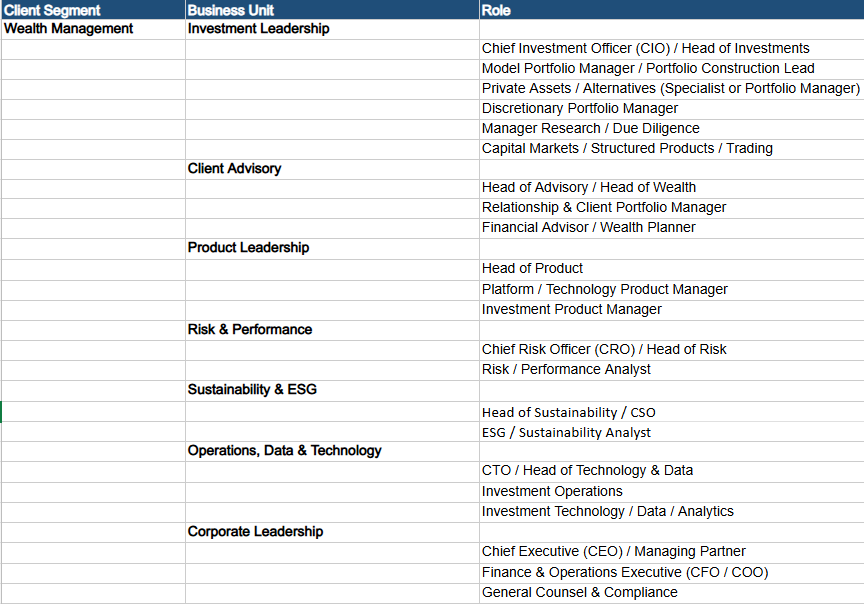 Client Segment Business Unit Role
Wealth Management Investment Leadership
Chief Investment Officer (CIO) / Head of Investments
Model Portfolio Manager / Portfolio Construction Lead
Private Assets / Alternatives (Specialist or Portfolio Manager)
Discretionary Portfolio Manager
Manager Research / Due Diligence
Capital Markets / Structured Products / Trading
Client Advisory
Head of Advisory / Head of Wealth
Relationship & Client Portfolio Manager
Financial Advisor / Wealth Planner
Product Leadership
Head of Product
Platform / Technology Product Manager
Investment Product Manager
Risk & Performance
Chief Risk Officer (CRO) / Head of Risk
Risk / Performance Analyst
Sustainability & ESG
Head of Sustainability / CSO
ESG / Sustainability Analyst
Operations, Data & Technology
CTO / Head of Technology & Data
Investment Operations
Investment Technology / Data / Analytics
Corporate Leadership
Chief Executive (CEO) / Managing Partner
Finance & Operations Executive (CFO / COO)
General Counsel & Compliance